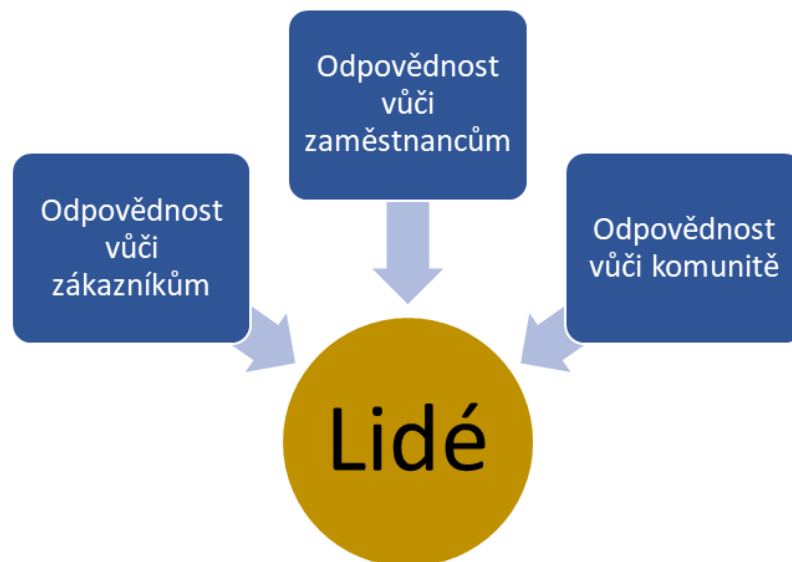 Odpovědnost
vůči
zákazníkům
Odpovědnost
vůči
zaměstnancům
Odpovědnost
vůči komunitě
Lidé